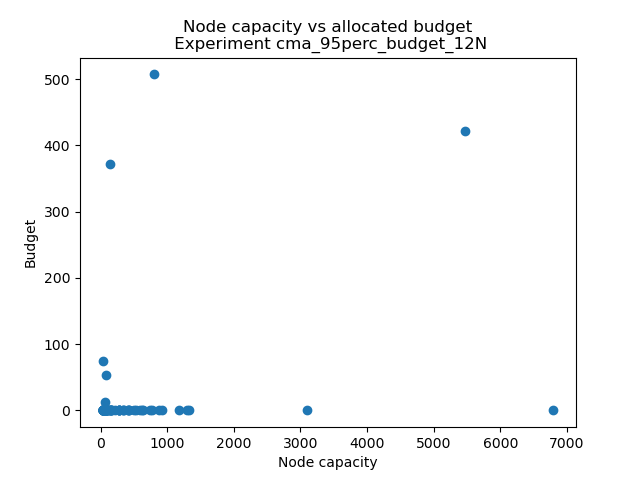 Node capacity vs allocated budget
Experiment cma_95perc_budget_12N
500
400
300
200
100
0
Budget
0 1000 2000 3000 4000 5000 6000 7000
Node capacity